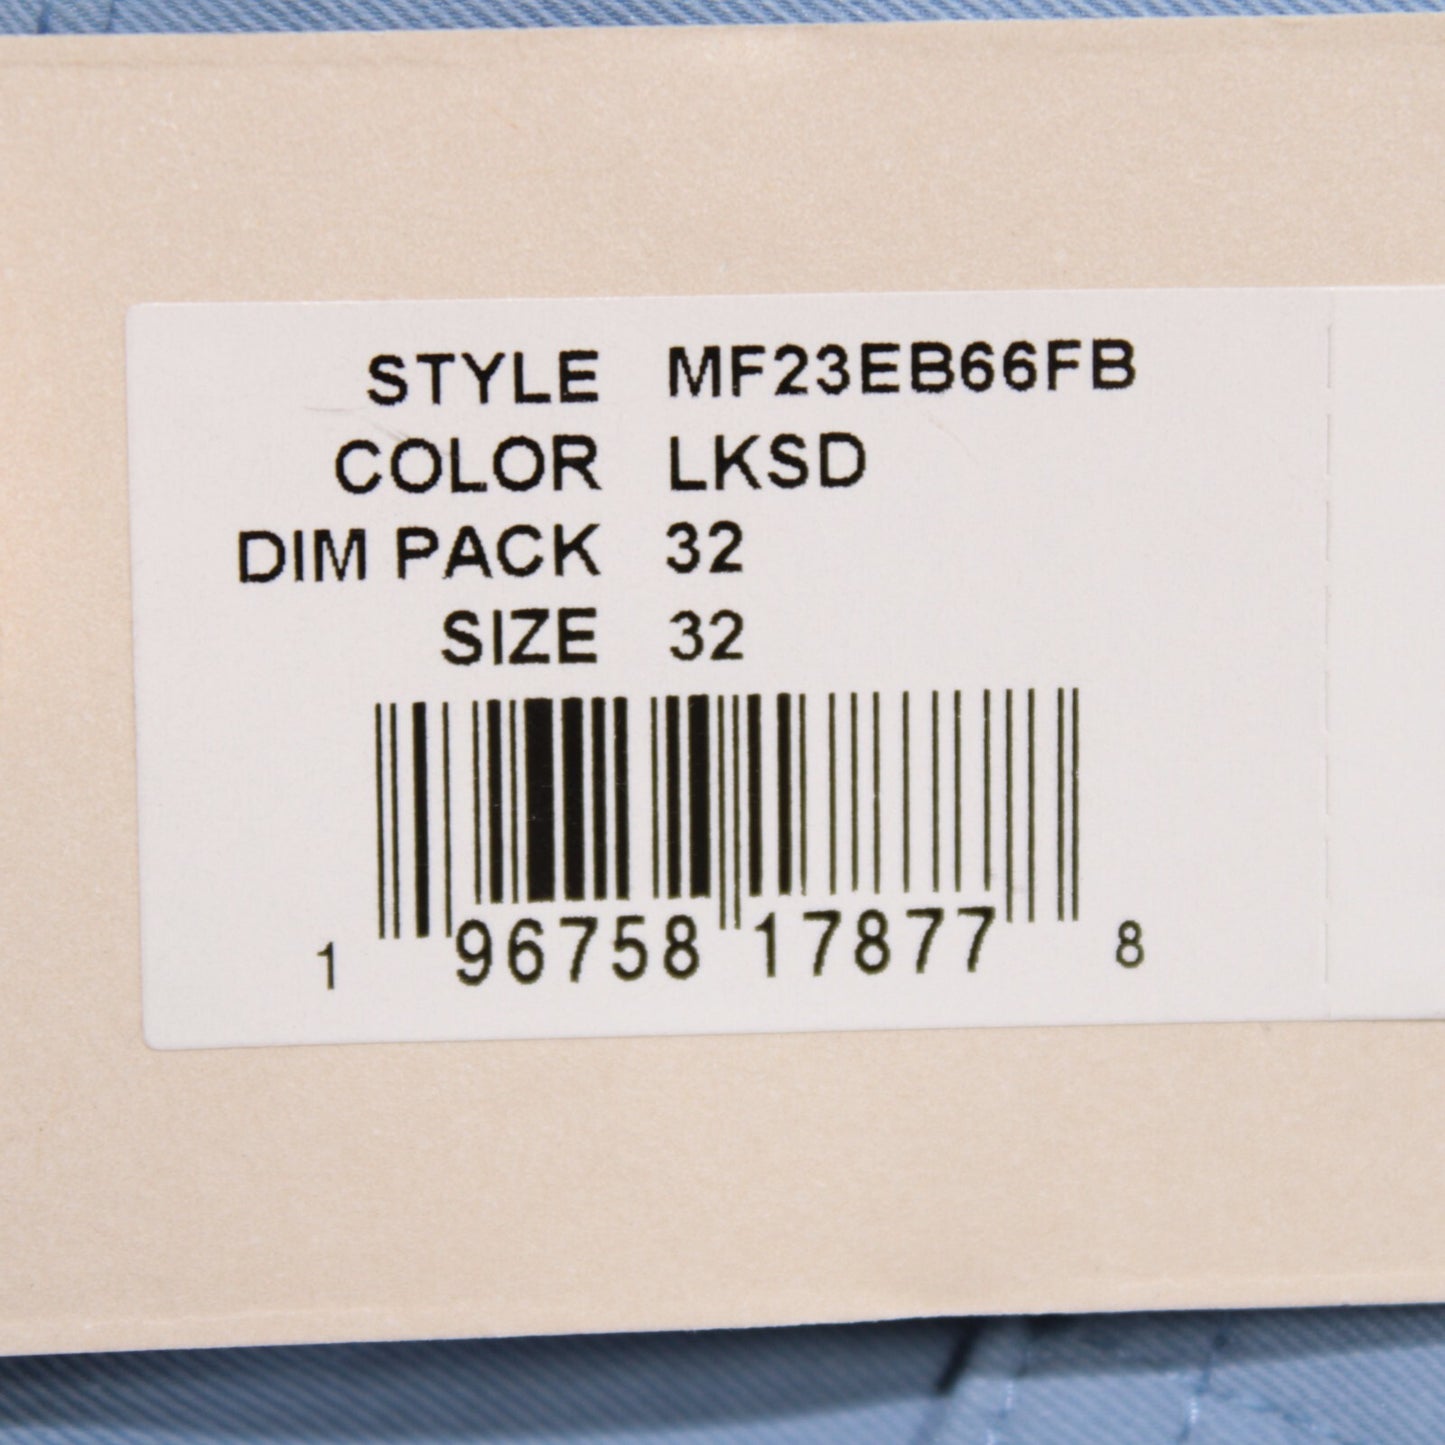 STYLE MF23EB66FB
COLOR LKSD
DIM PACK 32
SIZE 32
1 96758 17877 8